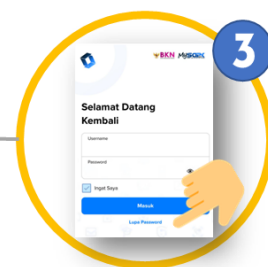 3
BKN MySAPK
Selamat Datang
Kembali
Username
Password
Ingat Saya
Masuk
Lupa Password